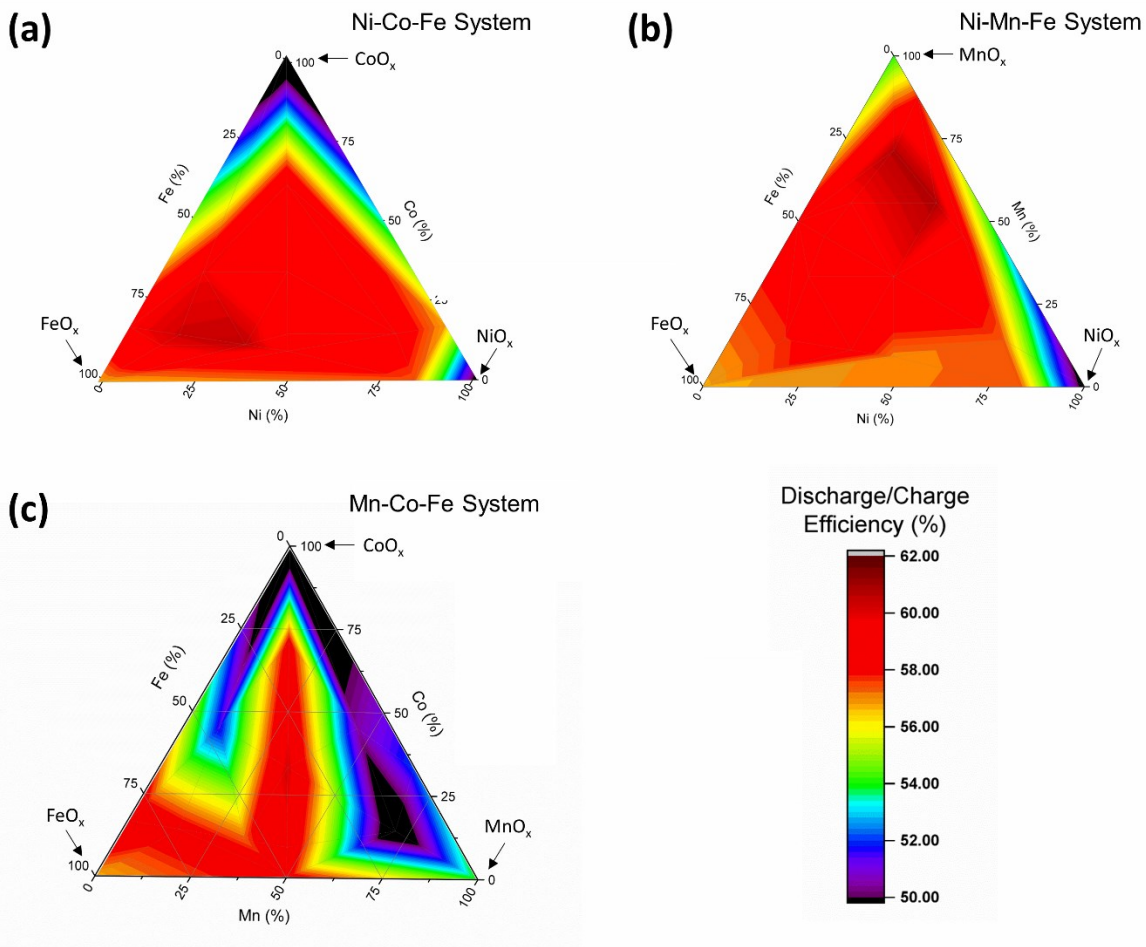 (a)
Ni-Co-Fe System
0
100
CoOx
25
75
Fe (%)
Co (%)
50
50
75
FeOx
NiOx
100
0
0
25
50
75
100
Ni (%)
(b)
Ni-Mn-Fe System
0
100
MnOx
25
75
Fe (%)
Mn (%)
50
50
75
25
FeOx
NiOx
100
0
0
25
50
75
100
Ni (%)
(c)
Mn-Co-Fe System
0
100
CoOx
25
75
Fe (%)
Co (%)
50
50
75
25
FeOx
MnOx
100
0
0
25
50
75
100
Mn (%)
Discharge/Charge
Efficiency (%)
62.00
60.00
58.00
56.00
54.00
52.00
50.00